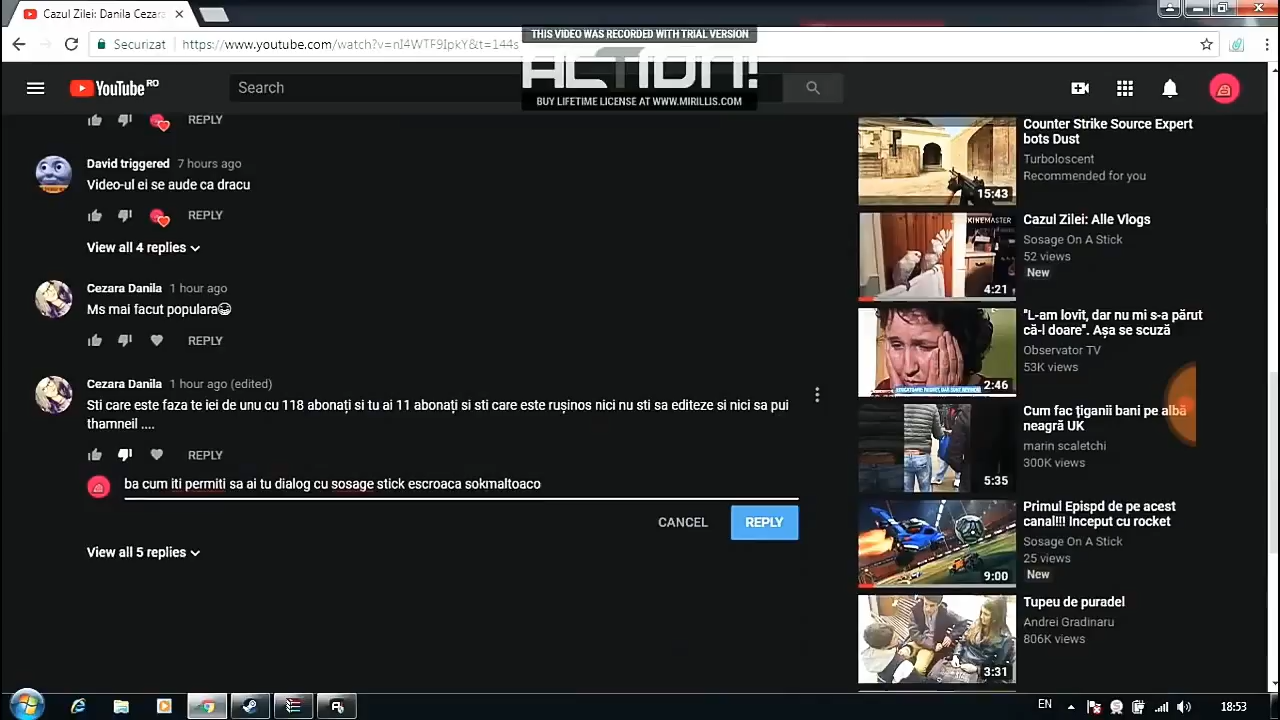 Cazul Zilei: Danila Cezara
THIS VIDEO WAS RECORDED WITH TRIAL VERSION
ACTION!
BUY LIFETIME LICENSE AT WWW.MIRILLIS.COM
Securizat
https://www.youtube.com/watch?v=nI4WTF9IpkY&t=144s
YouTube RO
Search
REPLY
David triggered 7 hours ago
Video-ul ei se aude ca dracu
REPLY
View all 4 replies
Cezara Danila 1 hour ago
Ms mai facut populara😂
REPLY
Cezara Danila 1 hour ago (edited)
Sti care este faza te iei de am un 118 abonați si tu ai 11 abonați si sti care este rușinos nici nu sti sa editeze si nici sa pui
thamneil ....
REPLY
ba cum iti permiti sa ai tu dialog cu sosage stick escroaca sokmaltoaco
CANCEL
REPLY
View all 5 replies
Counter Strike Source Expert
bots Dust
Turboloscent
Recommended for you
15:43
Cazul Zilei: Alle Vlogs
Sosage On A Stick
52 views
New
KINEMASTER
4:21
"L-am lovit, dar nu mi s-a părut
că-l doare". Așa se scuză
Observator TV
53K views
2:46
Cum fac țiganii bani pe albă
neagră UK
marin scaletchi
300K views
5:35
Primul Epispd de pe acest
canal!!! Inceput cu rocket
Sosage On A Stick
25 views
New
9:00
Tupeu de puradel
Andrei Gradinaru
806K views
3:31
EN
18:53